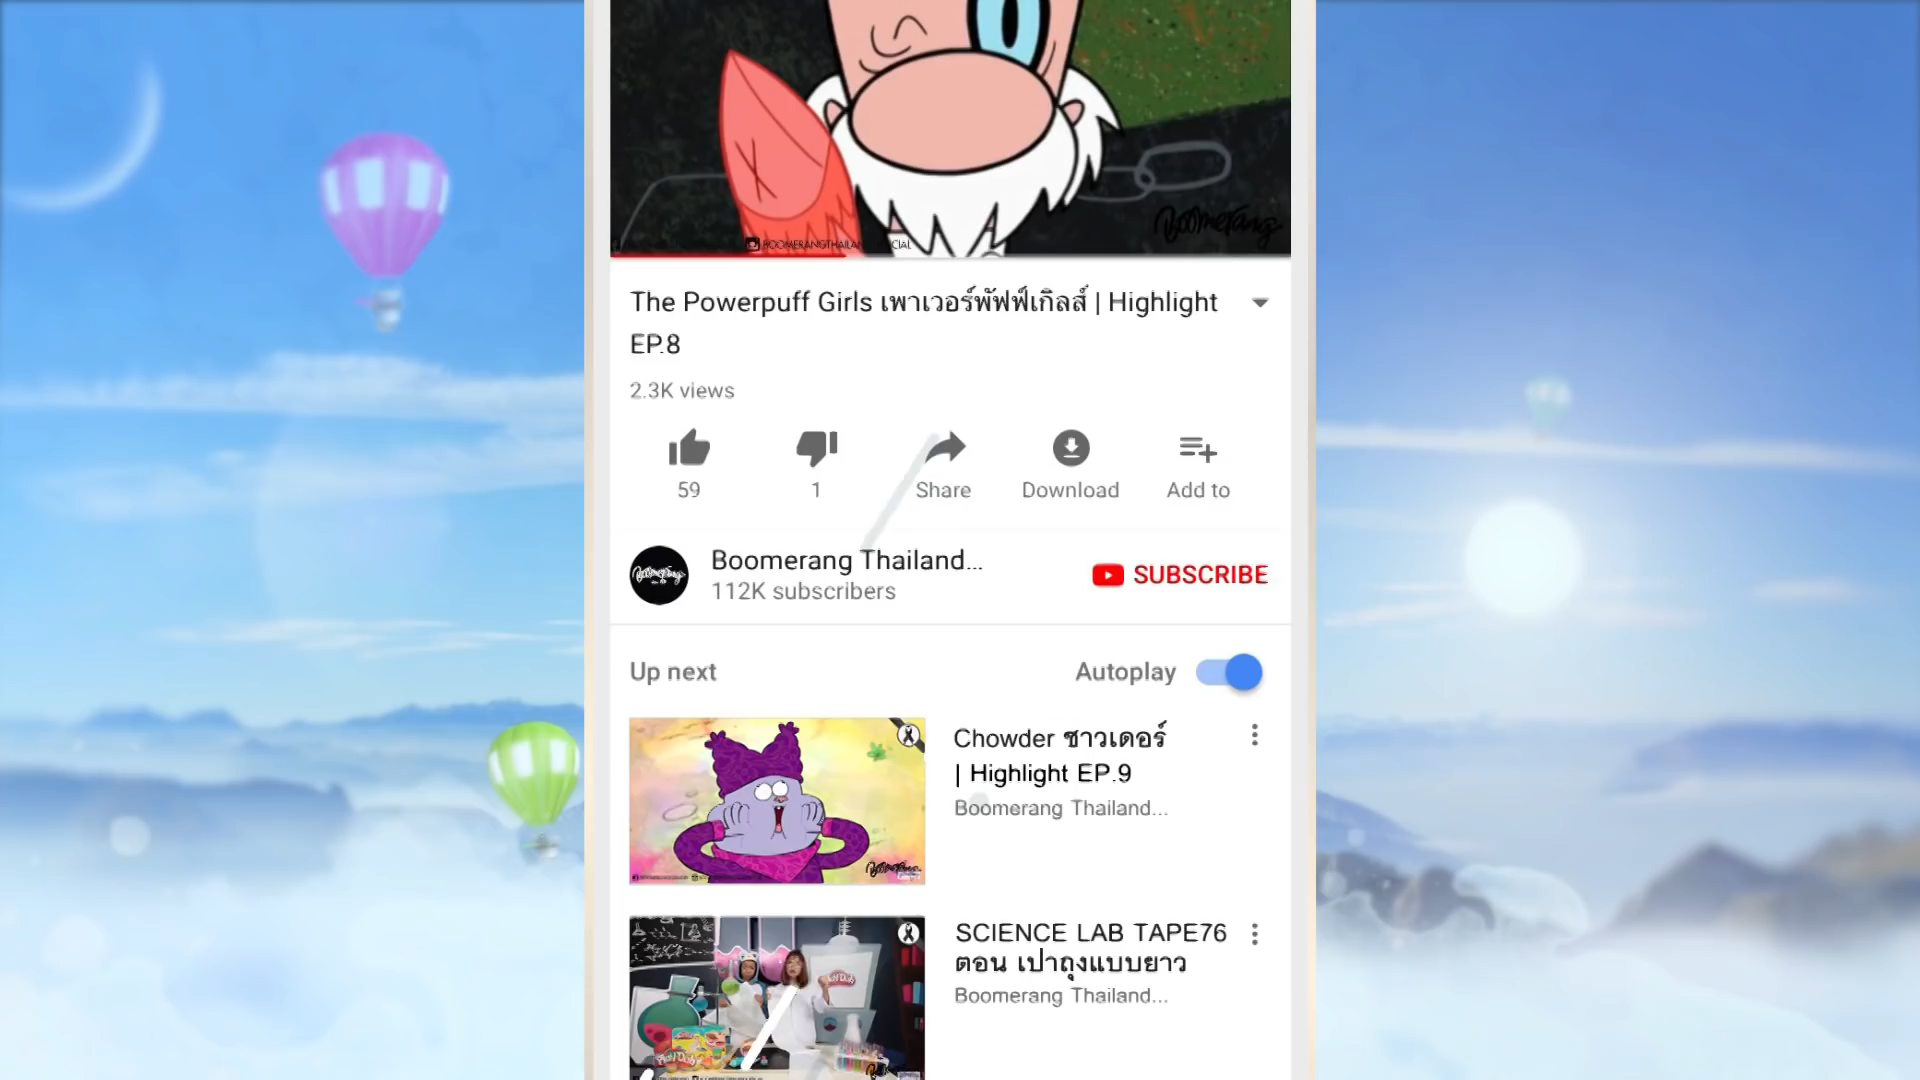 Boomerang
The Powerpuff Girls เพาเวอร์พัฟฟ์เกิลส์ | Highlight
EP.8
2.3K views
59
1
Share
Download
Add to
Boomerang Thailand...
112K subscribers
SUBSCRIBE
Up next
Autoplay
Chowder ชาวเดอร์
| Highlight EP.9
Boomerang Thailand...
SCIENCE LAB TAPE76
ตอน เป่าถุงแบบยาว
Boomerang Thailand...